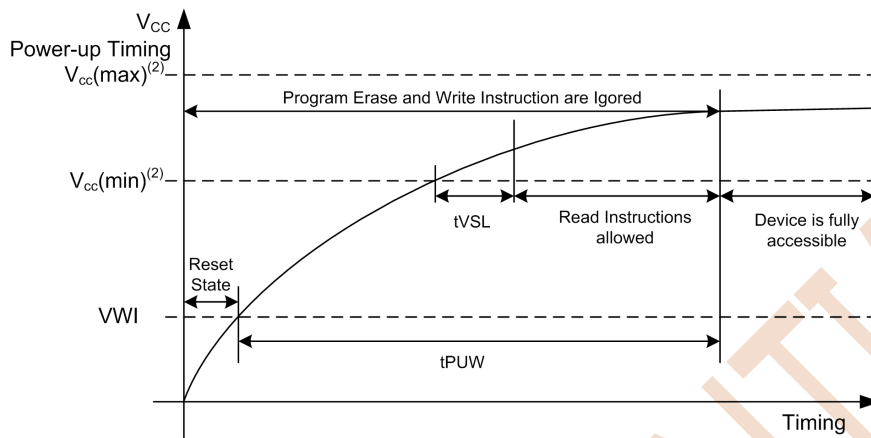 VCC
Power-up Timing
Vcc(max)(2)
Program Erase and Write Instruction are Igored
Vcc(min)(2)
tVSL
Read Instructions
allowed
Device is fully
accessible
Reset
State
VWI
tPUW
Timing